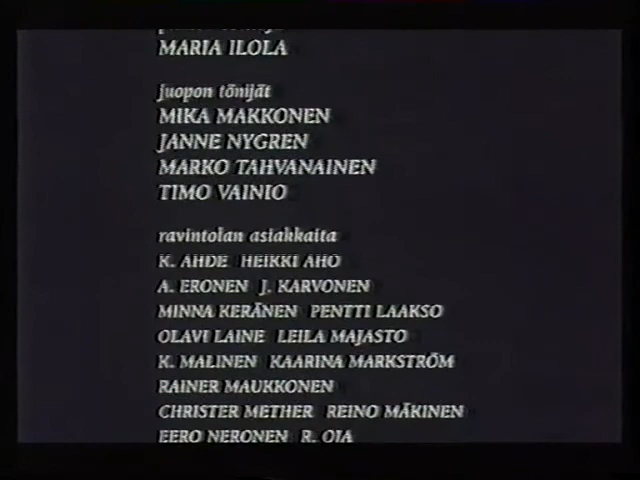 MARIA ILOLA
juopon tönijät
MIKA MAKKONEN
JANNE NYGREN
MARKO TAHVANAINEN
TIMO VAINIO
ravintolan asiakkaita
K. AHDE HEIKKI AHO
A. ERONEN J. KARVONEN
MINNA KERÄNEN PENTTI LAAKSO
OLAVI LAINE LEILA MAJASTO
K. MALINEN KAARINA MARKSTRÖM
RAINER MAUKKONEN
CHRISTER METHER REINO MÄKINEN
EERO NERONEN R. OJA